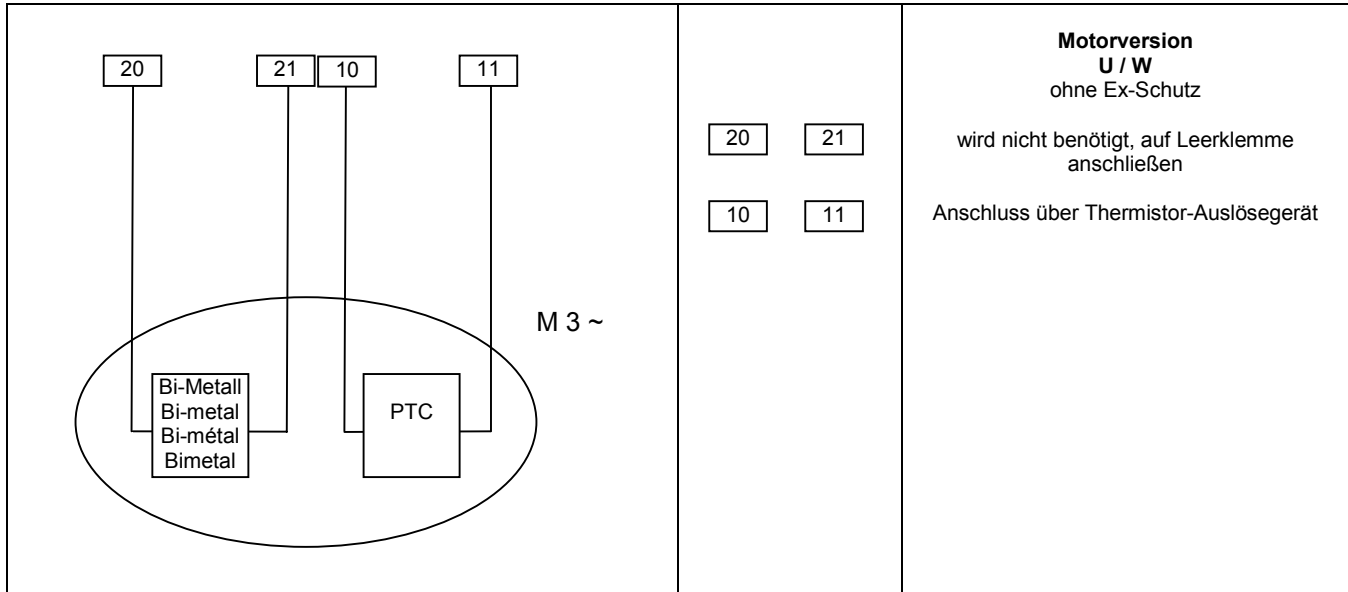 20 21 10 11
M 3 ~
Bi-Metall
Bi-metal
Bi-métal
Bimetal
PTC
20 21
10 11
Motorversion
U / W
ohne Ex-Schutz
wird nicht benötigt, auf Leerklemme
anschließen
Anschluss über Thermistor-Auslösegerät